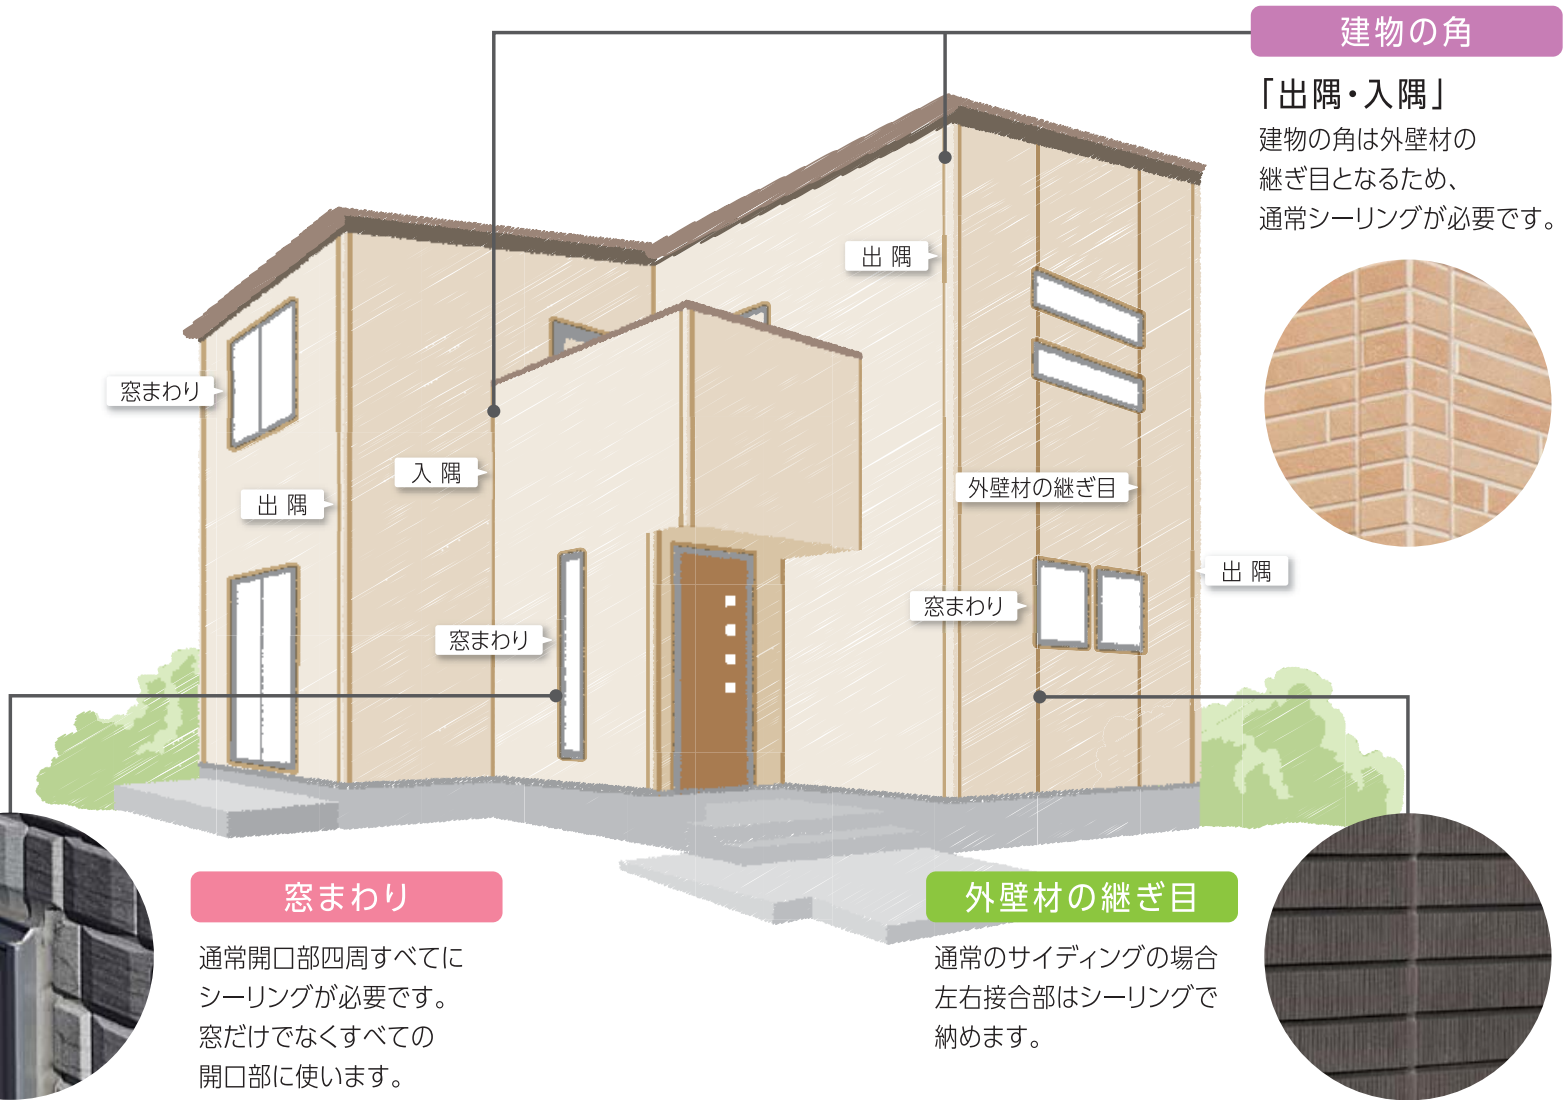 建物の角
「出隅・入隅」
建物の角は外壁材の
継ぎ目となるため、
通常シーリングが必要です。
出隅
窓まわり
入隅
出隅
外壁材の継ぎ目
出隅
窓まわり
窓まわり
窓まわり
通常開口部四周すべてに
シーリングが必要です。
窓だけでなくすべての
開口部に使います。
外壁材の継ぎ目
通常のサイディングの場合
左右接合部はシーリングで
納めます。